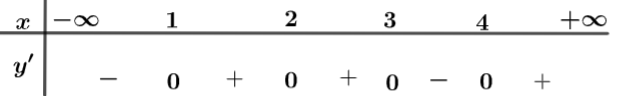 x −∞ 1 2 3 4 +∞
y′ − 0 + 0 + 0 − 0 +